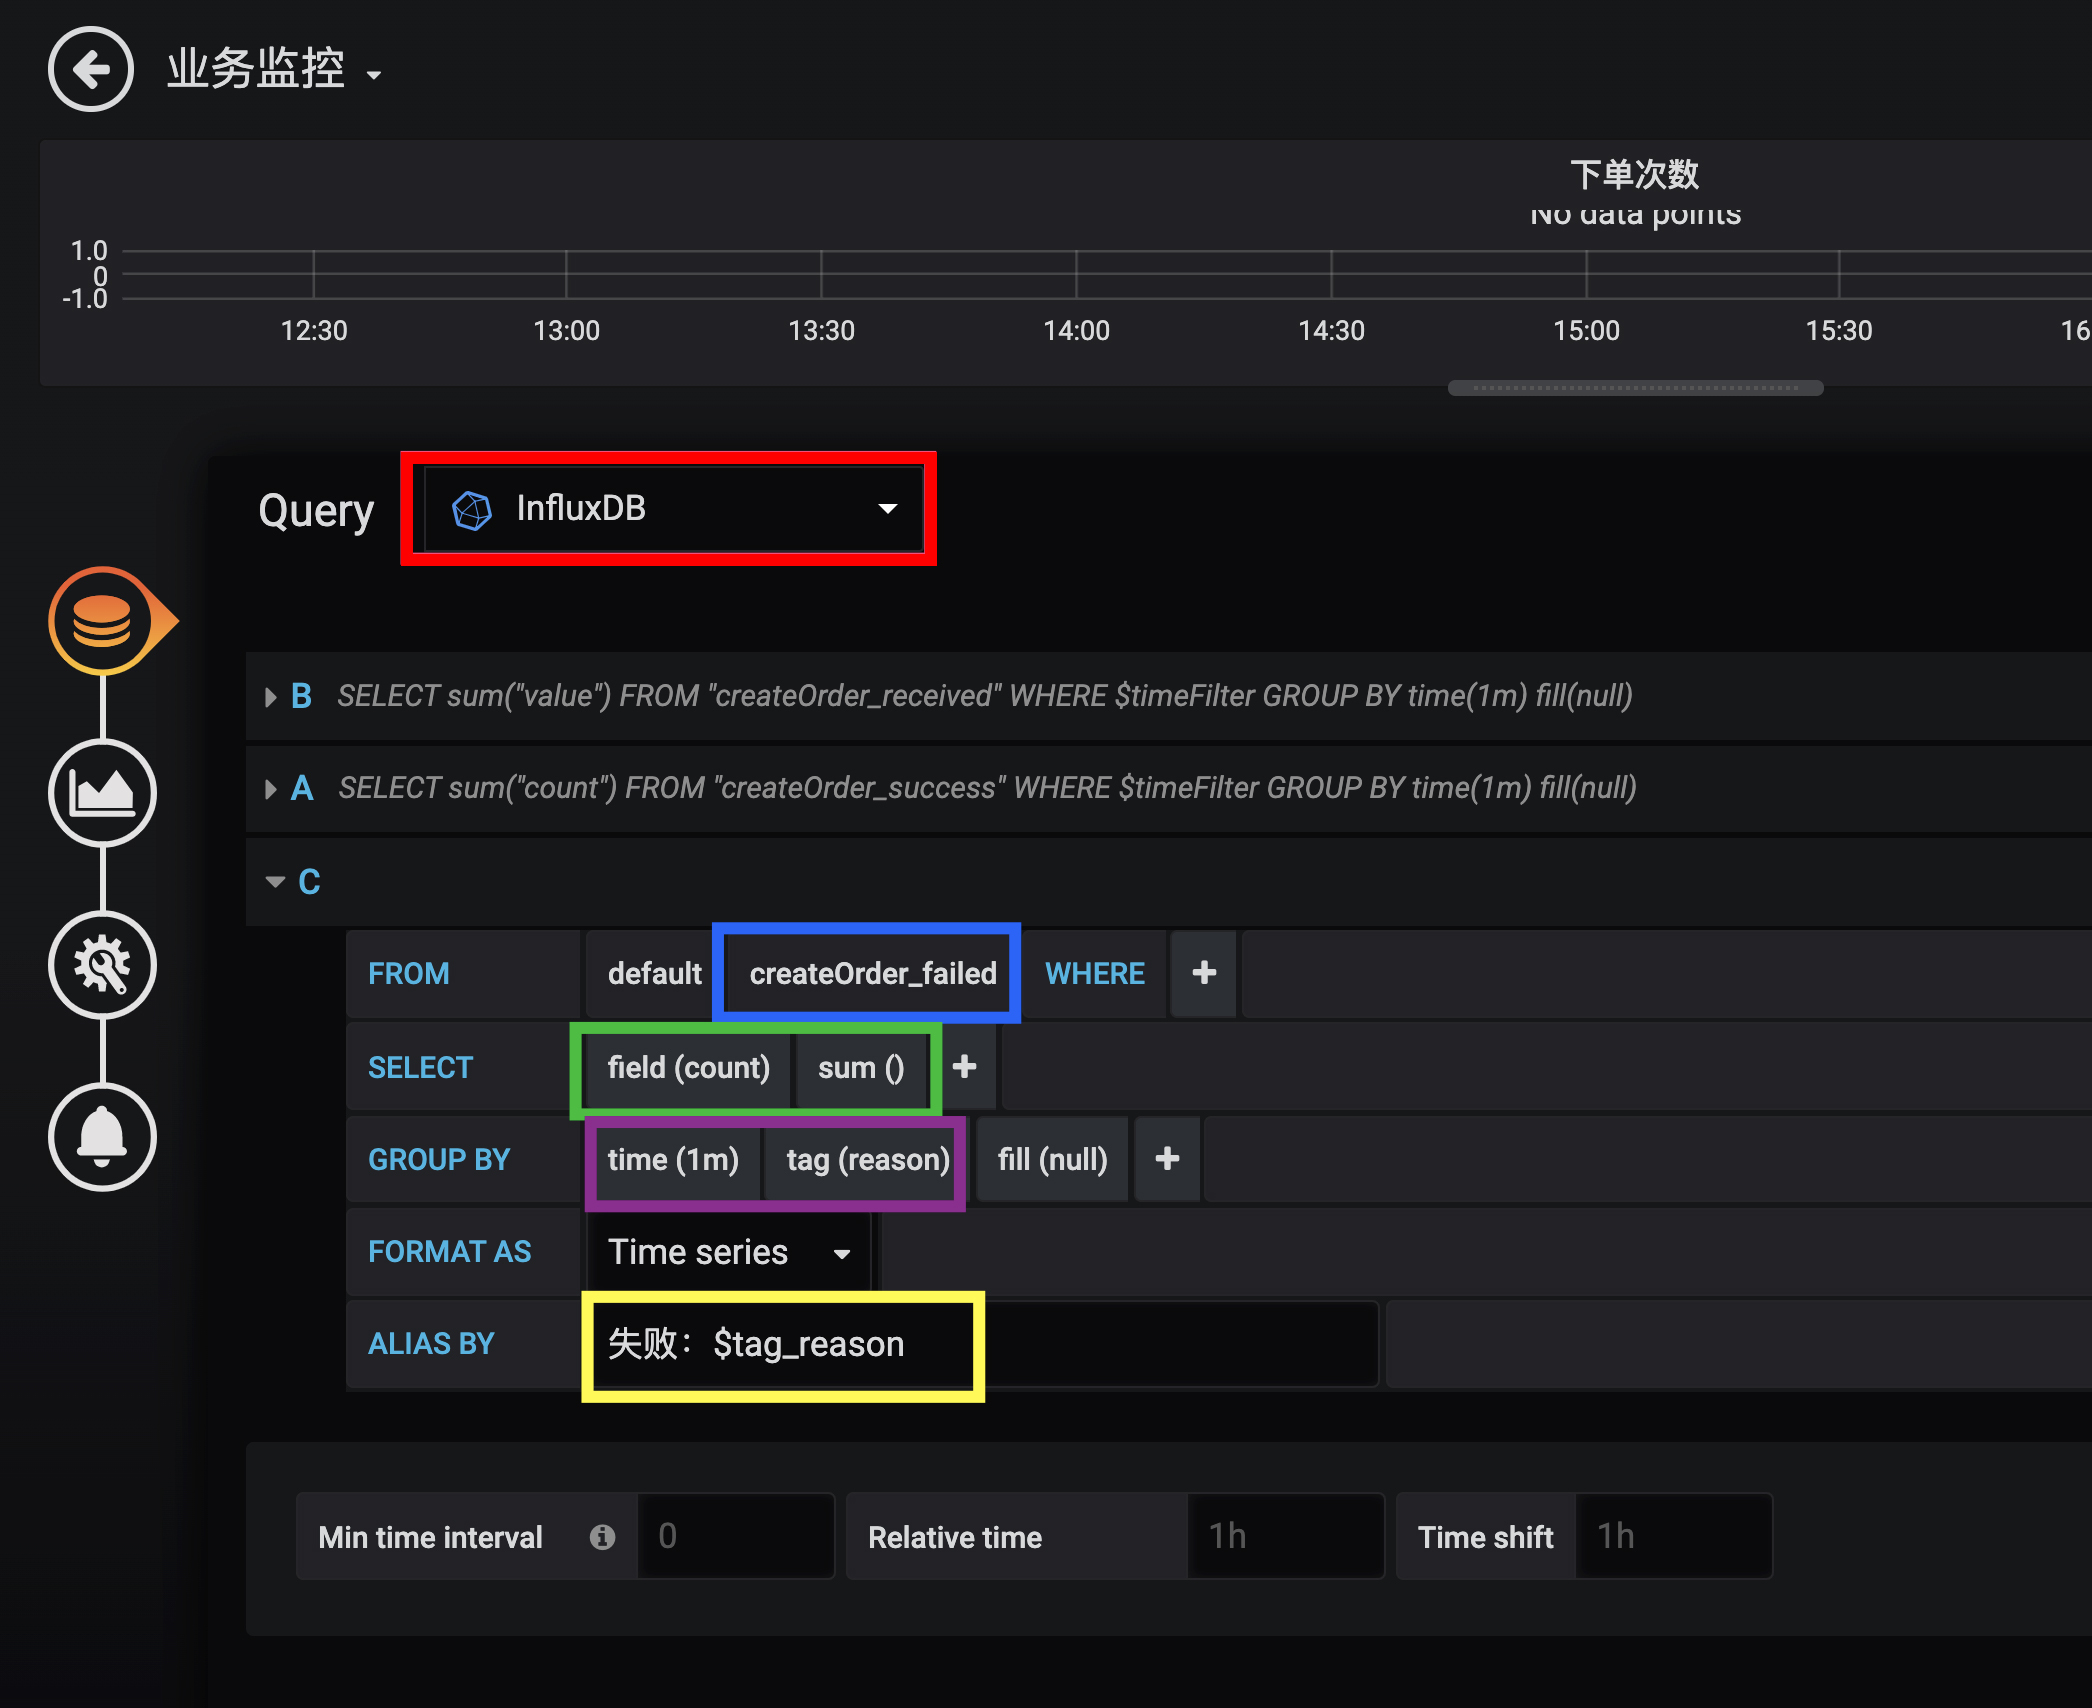 业务监控
下单次数
No data points
1.0
0
-1.0
12:30 13:00 13:30 14:00 14:30 15:00 15:30 16
Query InfluxDB
B SELECT sum("value") FROM "createOrder_received" WHERE $timeFilter GROUP BY time(1m) fill(null)
A SELECT sum("count") FROM "createOrder_success" WHERE $timeFilter GROUP BY time(1m) fill(null)
C
FROM default createOrder_failed WHERE +
SELECT field (count) sum () +
GROUP BY time (1m) tag (reason) fill (null) +
FORMAT AS Time series
ALIAS BY 失败：$tag_reason
Min time interval 0 Relative time 1h Time shift 1h